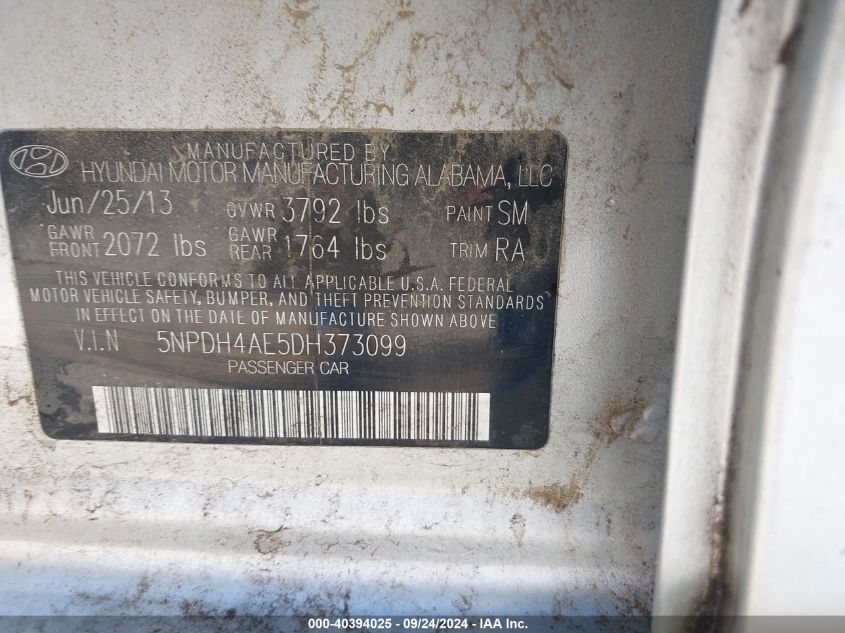 MANUFACTURED BY
HYUNDAI MOTOR MANUFACTURING ALABAMA, LLC
Jun/25/13 GVWR 3792 lbs PAINT SM
GAWR FRONT 2072 lbs GAWR REAR 1764 lbs TRIM RA
THIS VEHICLE CONFORMS TO ALL APPLICABLE U.S.A. FEDERAL
MOTOR VEHICLE SAFETY, BUMPER, AND THEFT PREVENTION STANDARDS
IN EFFECT ON THE DATE OF MANUFACTURE SHOWN ABOVE
V.I.N 5NPDH4AE5DH373099
PASSENGER CAR
000-40394025 - 09/24/2024 - IAA Inc.